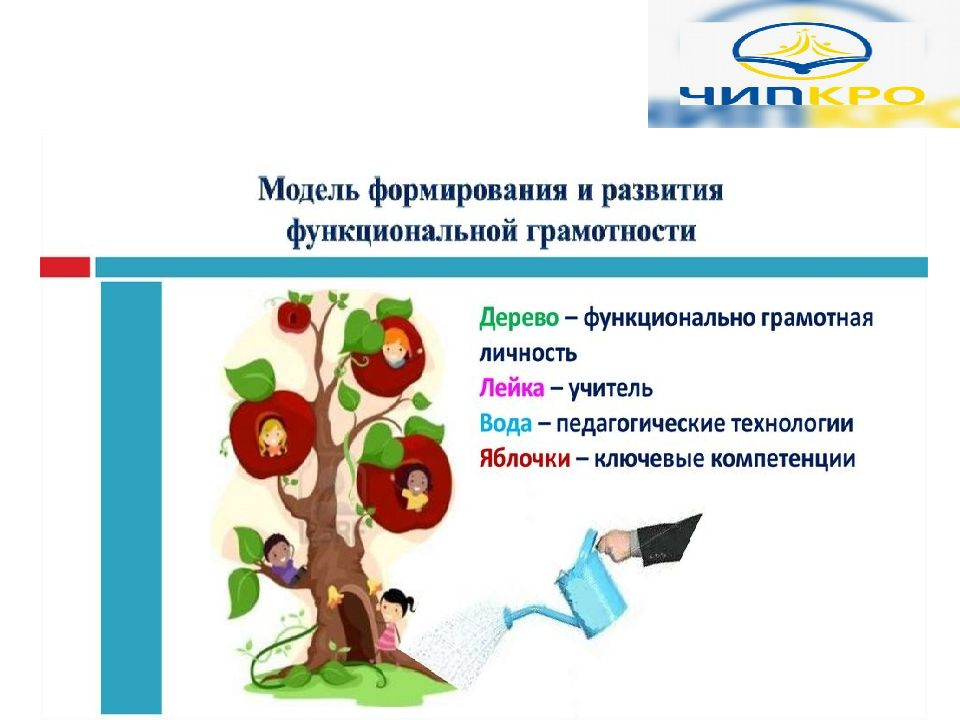 ЧИПКРО
Модель формирования и развития
функциональной грамотности
Дерево – функционально грамотная
личность
Лейка – учитель
Вода – педагогические технологии
Яблочки – ключевые компетенции